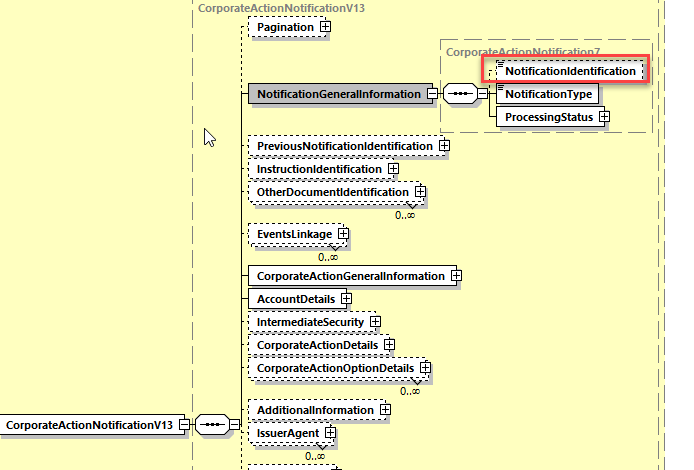 CorporateActionNotificationV13
Pagination
CorporateActionNotification7
NotificationIdentification
NotificationGeneralInformation
NotificationType
ProcessingStatus
PreviousNotificationIdentification
InstructionIdentification
OtherDocumentIdentification
0..∞
EventsLinkage
0..∞
CorporateActionGeneralInformation
AccountDetails
IntermediateSecurity
CorporateActionDetails
CorporateActionOptionDetails
0..∞
AdditionalInformation
CorporateActionNotificationV13
IssuerAgent
0..∞